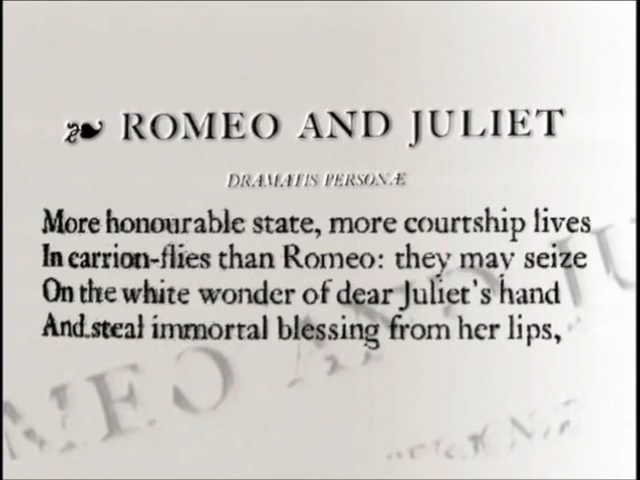 ❧ ROMEO AND JULIET
DRAMATIS PERSONÆ
More honourable state, more courtship lives
In carrion-flies than Romeo: they may seize
On the white wonder of dear Juliet's hand
And steal immortal blessing from her lips,